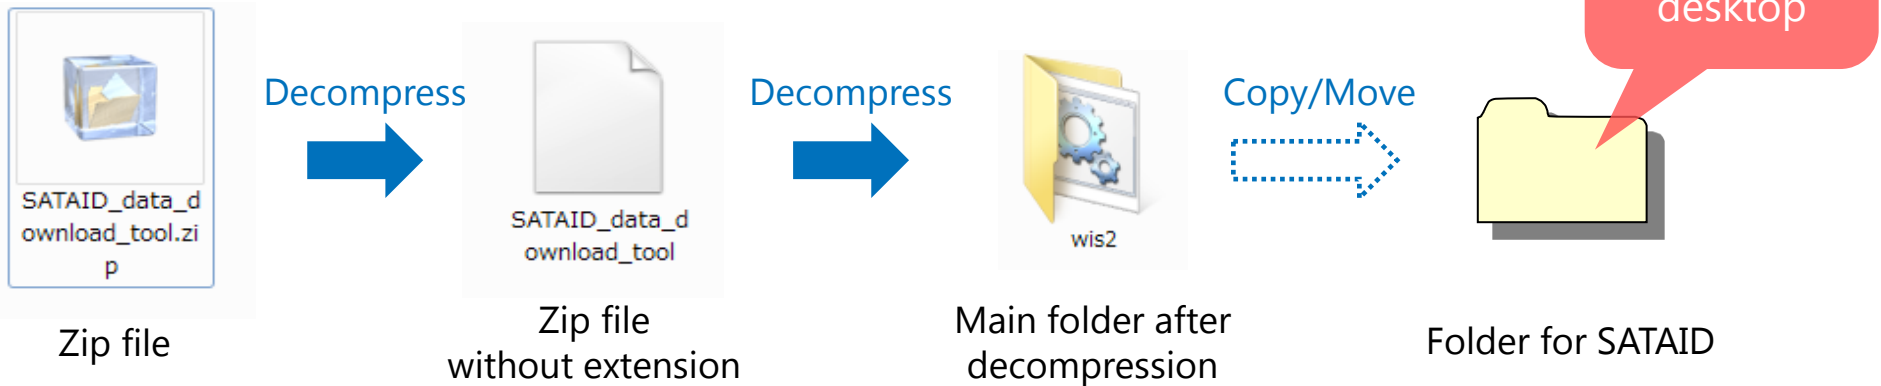 desktop
Decompress
Decompress
Copy/Move
SATAID_data_d
ownload_tool.zi
p
SATAID_data_d
ownload_tool
wis2
Zip file
Zip file
without extension
Main folder after
decompression
Folder for SATAID